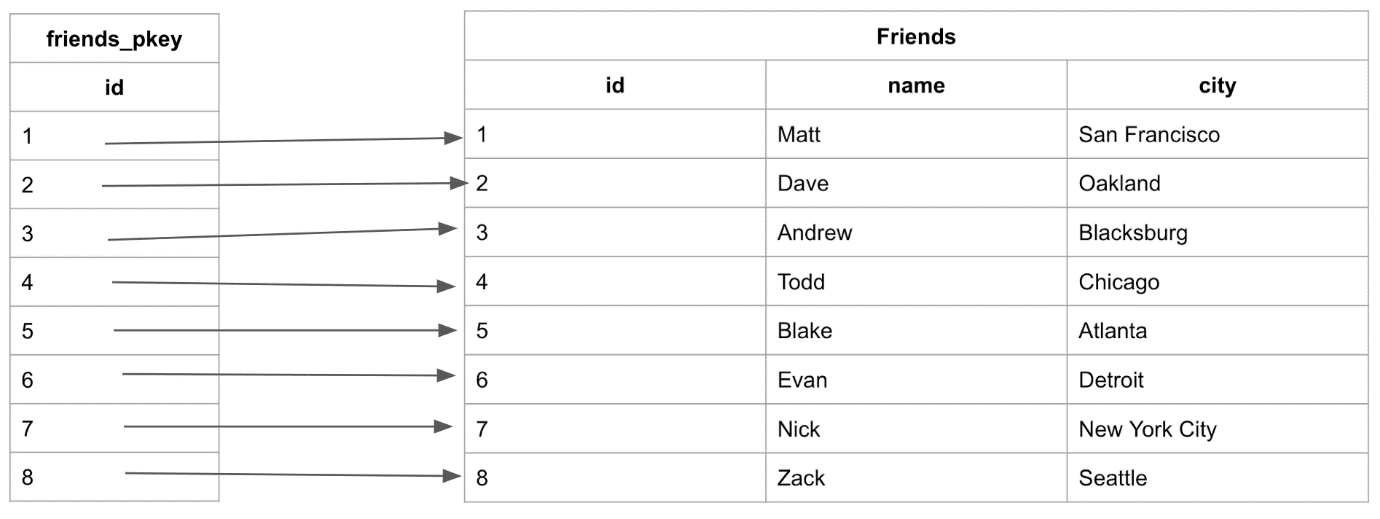 friends_pkey
id
1
2
3
4
5
6
7
8
Friends
id name city
1 Matt San Francisco
2 Dave Oakland
3 Andrew Blacksburg
4 Todd Chicago
5 Blake Atlanta
6 Evan Detroit
7 Nick New York City
8 Zack Seattle